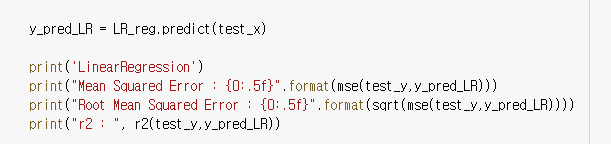 y_pred_LR = LR_reg.predict(test_x)
print('LinearRegression')
print("Mean Squared Error : {0:.5f}".format(mse(test_y,y_pred_LR)))
print("Root Mean Squared Error : {0:.5f}".format(sqrt(mse(test_y,y_pred_LR))))
print("r2 : ", r2(test_y,y_pred_LR))